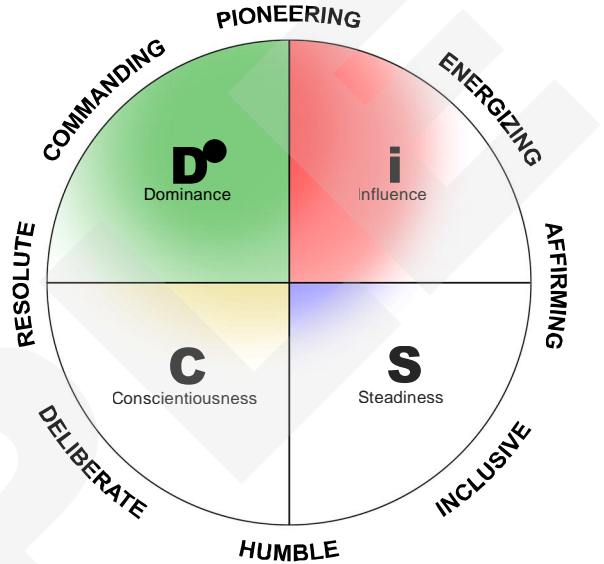 PIONEERING
COMMANDING
ENERGIZING
D
Dominance
i
Influence
RESOLUTE
AFFIRMING
C
Conscientiousness
S
Steadiness
DELIBERATE
INCLUSIVE
HUMBLE